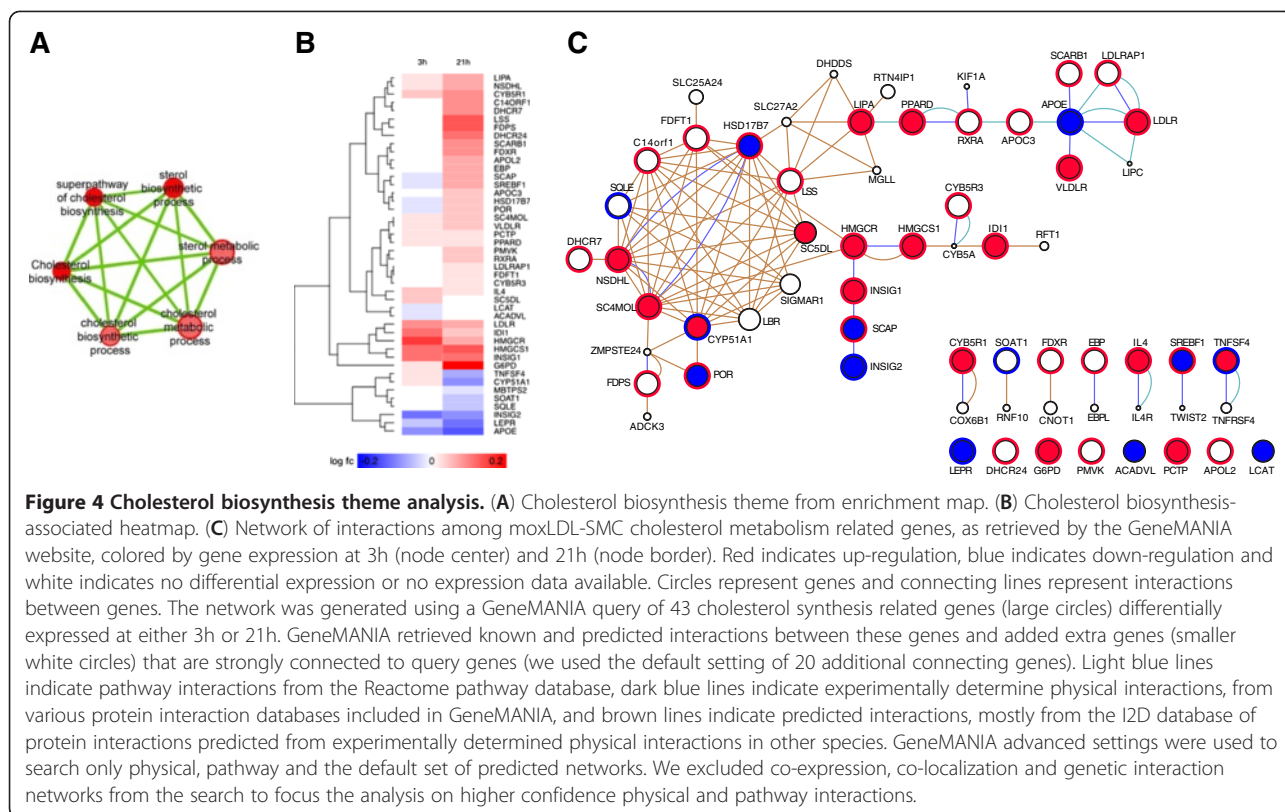 A
B
C
3h 21h
superpathway
of cholesterol
biosynthesis
sterol
biosynthetic
process
sterol metabolic
process
Cholesterol
biosynthesis
cholesterol
biosynthetic
process
cholesterol
metabolic
process
LIPA
NSDHL
CYB5R1
C14ORF1
DHCR7
LSS
FDPS
DHCR24
SCARB1
FDXR
APOL2
EBP
SCAP
SREBF1
APOC3
HSD17B7
POR
SC4MOL
VLDLR
PCTP
PPARD
PMVK
RXRA
LDLRAP1
FDFT1
CYB5R3
IL4
SC5DL
LCAT
ACADVL
LDLR
IDI1
HMGCR
HMGCS1
INSIG1
G6PD
TNFSF4
CYP51A1
MBTPS2
SOAT1
SQLE
INSIG2
LEPR
APOE
log fc -0.2 0 0.2
SLC25A24
FDFT1
C14orf1
SQLE
DHCR7
NSDHL
SC4MOL
ZMPSTE24
FDPS
ADCK3
POR
CYP51A1
LBR
SIGMAR1
SC5DL
LSS
HSD17B7
SLC27A2
DHDDS
LIPA
RTN4IP1
MGLL
PPARD
KIF1A
RXRA
APOC3
SCARB1
LDLRAP1
APOE
LDLR
LIPC
VLDLR
HMGCR
HMGCS1
CYB5R3
CYB5A
IDI1
RFT1
INSIG1
SCAP
INSIG2
CYB5R1 SOAT1 FDXR EBP IL4 SREBF1 TNFSF4
COX6B1 RNF10 CNOT1 EBPL IL4R TWIST2 TNFRSF4
LEPR DHCR24 G6PD PMVK ACADVL PCTP APOL2 LCAT
Figure 4 Cholesterol biosynthesis theme analysis. (A) Cholesterol biosynthesis theme from enrichment map. (B) Cholesterol biosynthesis-
associated heatmap. (C) Network of interactions among moxLDL-SMC cholesterol metabolism related genes, as retrieved by the GeneMANIA
website, colored by gene expression at 3h (node center) and 21h (node border). Red indicates up-regulation, blue indicates down-regulation and
white indicates no differential expression or no expression data available. Circles represent genes and connecting lines represent interactions
between genes. The network was generated using a GeneMANIA query of 43 cholesterol synthesis related genes (large circles) differentially
expressed at either 3h or 21h. GeneMANIA retrieved known and predicted interactions between these genes and added extra genes (smaller
white circles) that are strongly connected to query genes (we used the default setting of 20 additional connecting genes). Light blue lines
indicate pathway interactions from the Reactome pathway database, dark blue lines indicate experimentally determine physical interactions, from
various protein interaction databases included in GeneMANIA, and brown lines indicate predicted interactions, mostly from the I2D database of
protein interactions predicted from experimentally determined physical interactions in other species. GeneMANIA advanced settings were used to
search only physical, pathway and the default set of predicted networks. We excluded co-expression, co-localization and genetic interaction
networks from the search to focus the analysis on higher confidence physical and pathway interactions.